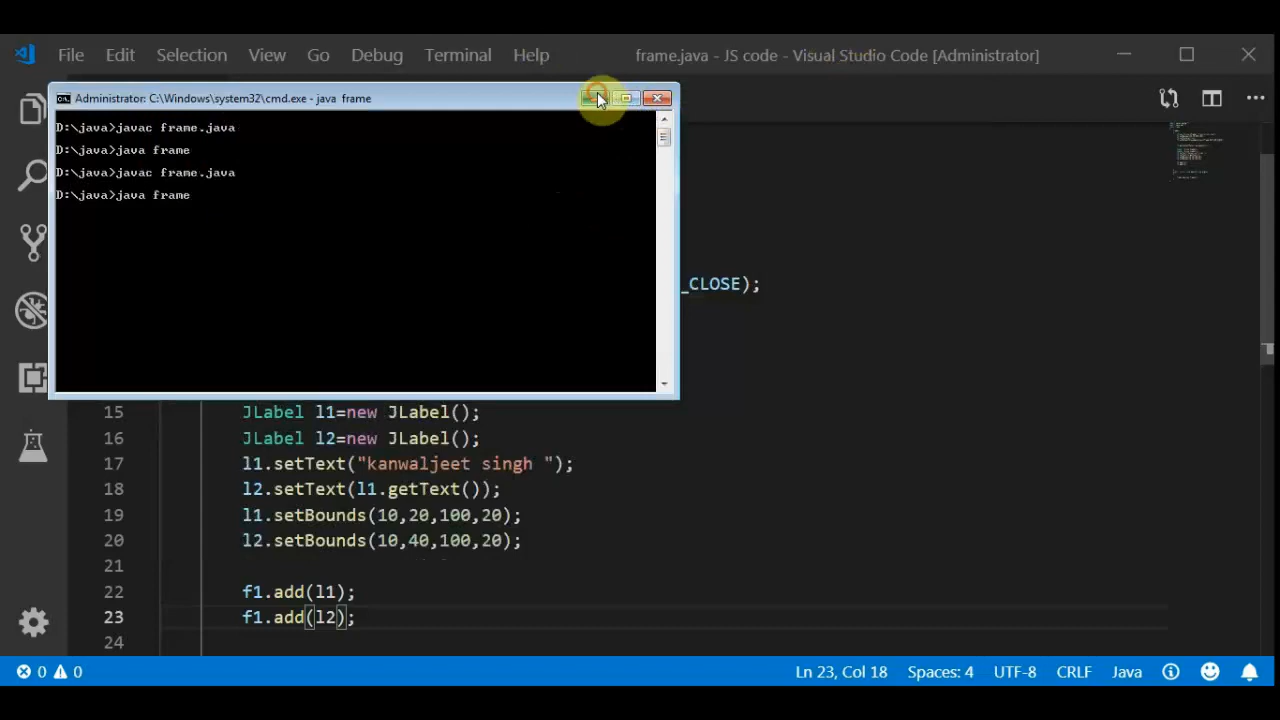 File Edit Selection View Go Debug Terminal Help frame.java - JS code - Visual Studio Code [Administrator]
Administrator: C:\Windows\system32\cmd.exe - java frame
D:\java>javac frame.java
D:\java>java frame
D:\java>javac frame.java
D:\java>java frame
_CLOSE);
15 JLabel l1=new JLabel();
16 JLabel l2=new JLabel();
17 l1.setText("kanwaljeet singh ");
18 l2.setText(l1.getText());
19 l1.setBounds(10,20,100,20);
20 l2.setBounds(10,40,100,20);
21
22 f1.add(l1);
23 f1.add(l2);
24
0 0 Ln 23, Col 18 Spaces: 4 UTF-8 CRLF Java